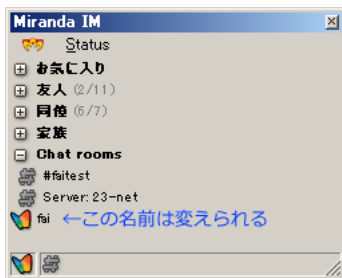 Miranda IM
Status
お気に入り
友人 (2/11)
同僚 (6/7)
家族
Chat rooms
#faitest
Server: 23-net
fai ←この名前は変えられる